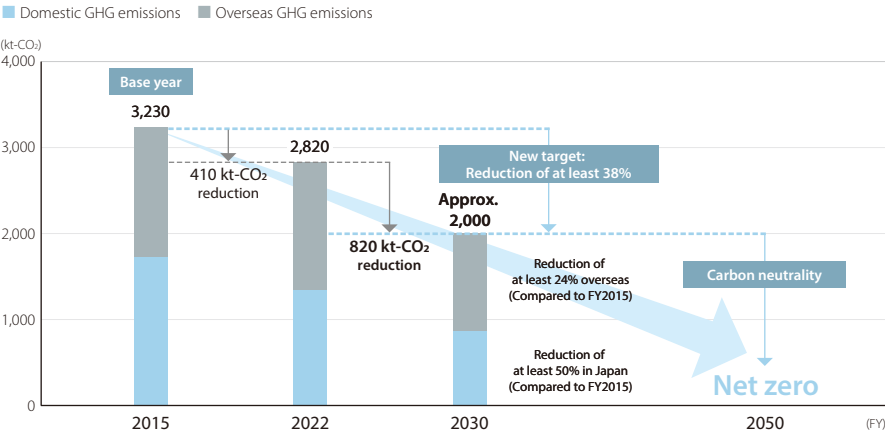 Domestic GHG emissions
Overseas GHG emissions
(kt-CO₂)
4,000
3,000
2,000
1,000
0
Base year
3,230
410 kt-CO₂
reduction
2,820
820 kt-CO₂
reduction
New target:
Reduction of at least 38%
Approx.
2,000
Reduction of
at least 24% overseas
(Compared to FY2015)
Reduction of
at least 50% in Japan
(Compared to FY2015)
Carbon neutrality
Net zero
2015
2022
2030
2050
(FY)